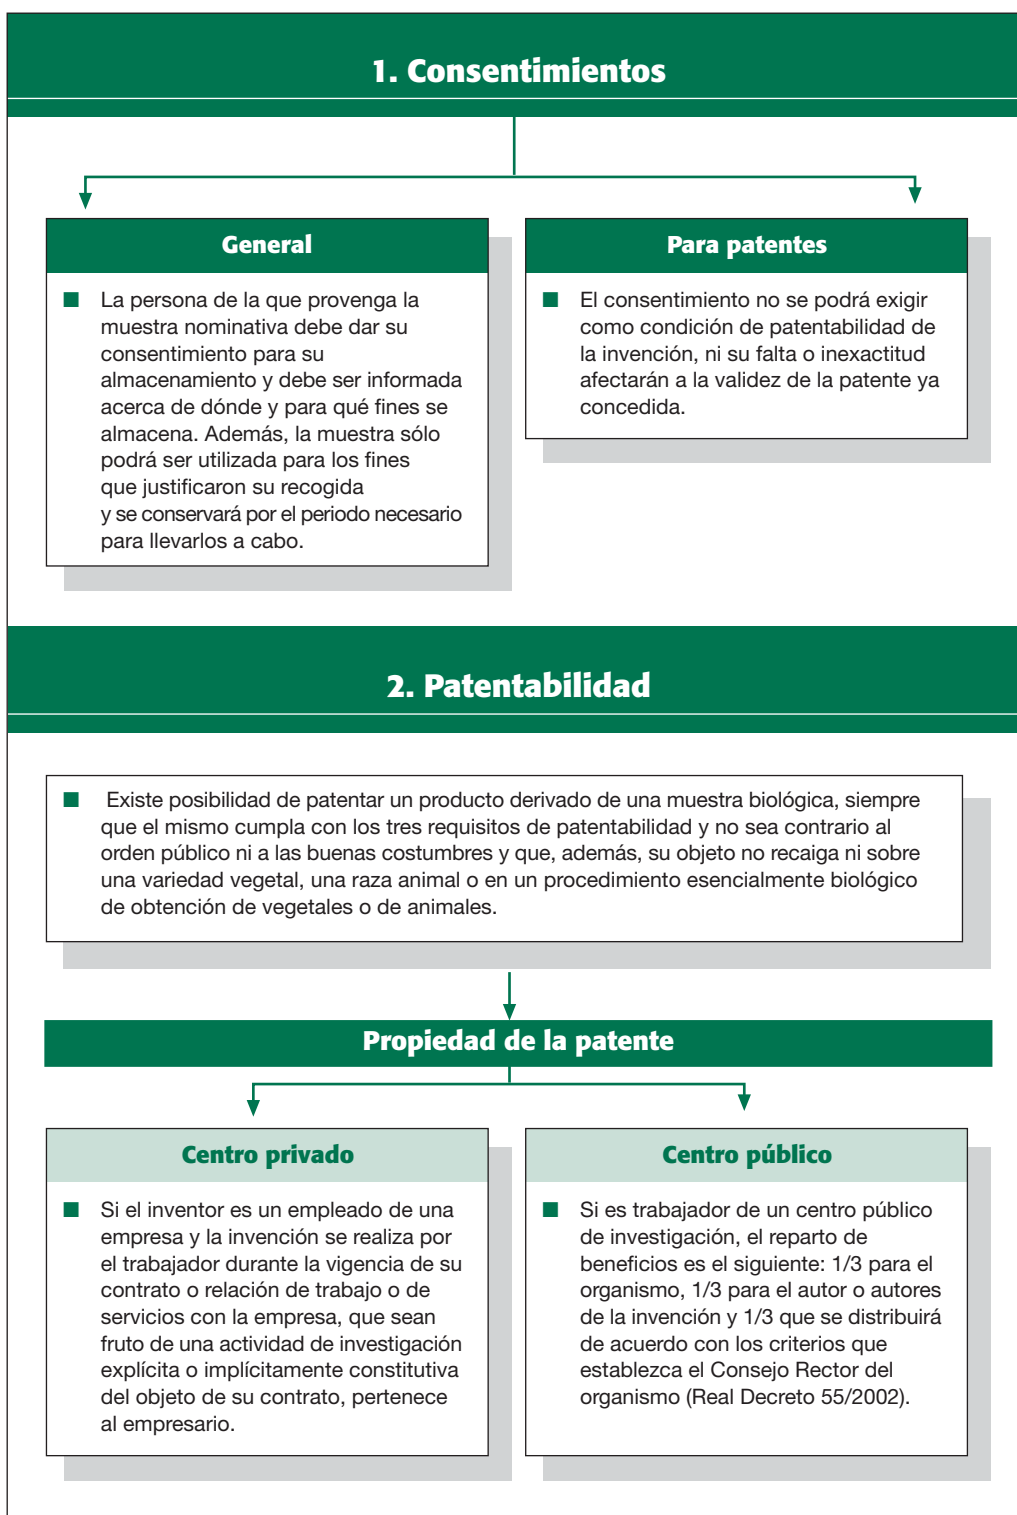 1. Consentimientos
General
■ La persona de la que provenga la
muestra nominativa debe dar su
consentimiento para su
almacenamiento y debe ser informada
acerca de dónde y para qué fines se
almacena. Además, la muestra sólo
podrá ser utilizada para los fines
que justificaron su recogida
y se conservará por el periodo necesario
para llevarlos a cabo.
Para patentes
■ El consentimiento no se podrá exigir
como condición de patentabilidad de
la invención, ni su falta o inexactitud
afectarán a la validez de la patente ya
concedida.
2. Patentabilidad
■ Existe posibilidad de patentar un producto derivado de una muestra biológica, siempre
que el mismo cumpla con los tres requisitos de patentabilidad y no sea contrario al
orden público ni a las buenas costumbres y que, además, su objeto no recaiga ni sobre
una variedad vegetal, una raza animal o en un procedimiento esencialmente biológico
de obtención de vegetales o de animales.
Propiedad de la patente
Centro privado
■ Si el inventor es un empleado de una
empresa y la invención se realiza por
el trabajador durante la vigencia de su
contrato o relación de trabajo o de
servicios con la empresa, que sean
fruto de una actividad de investigación
explícita o implícitamente constitutiva
del objeto de su contrato, pertenece
al empresario.
Centro público
■ Si es trabajador de un centro público
de investigación, el reparto de
beneficios es el siguiente: 1/3 para el
organismo, 1/3 para el autor o autores
de la invención y 1/3 que se distribuirá
de acuerdo con los criterios que
establezca el Consejo Rector del
organismo (Real Decreto 55/2002).